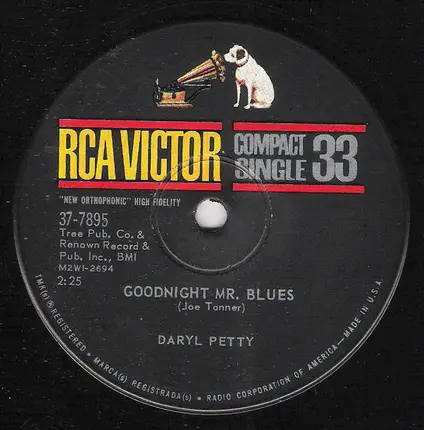 RCA VICTOR
COMPACT
SINGLE 33
"NEW ORTHOPHONIC" HIGH FIDELITY
37-7895
Tree Pub. Co. &
Renown Record &
Pub. Inc., BMI
M2WI-2694
2:25
GOODNIGHT MR. BLUES
(Joe Tanner)
DARYL PETTY
TMK(s) ® REGISTERED • MARCA(s) REGISTRADA(s) • RADIO CORPORATION OF AMERICA—MADE IN U.S.A.